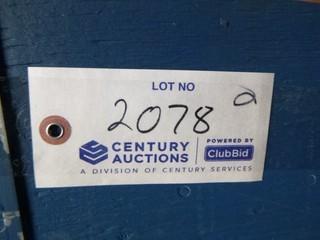 LOT NO
2078 a
CENTURY AUCTIONS
POWERED BY
ClubBid
A DIVISION OF CENTURY SERVICES